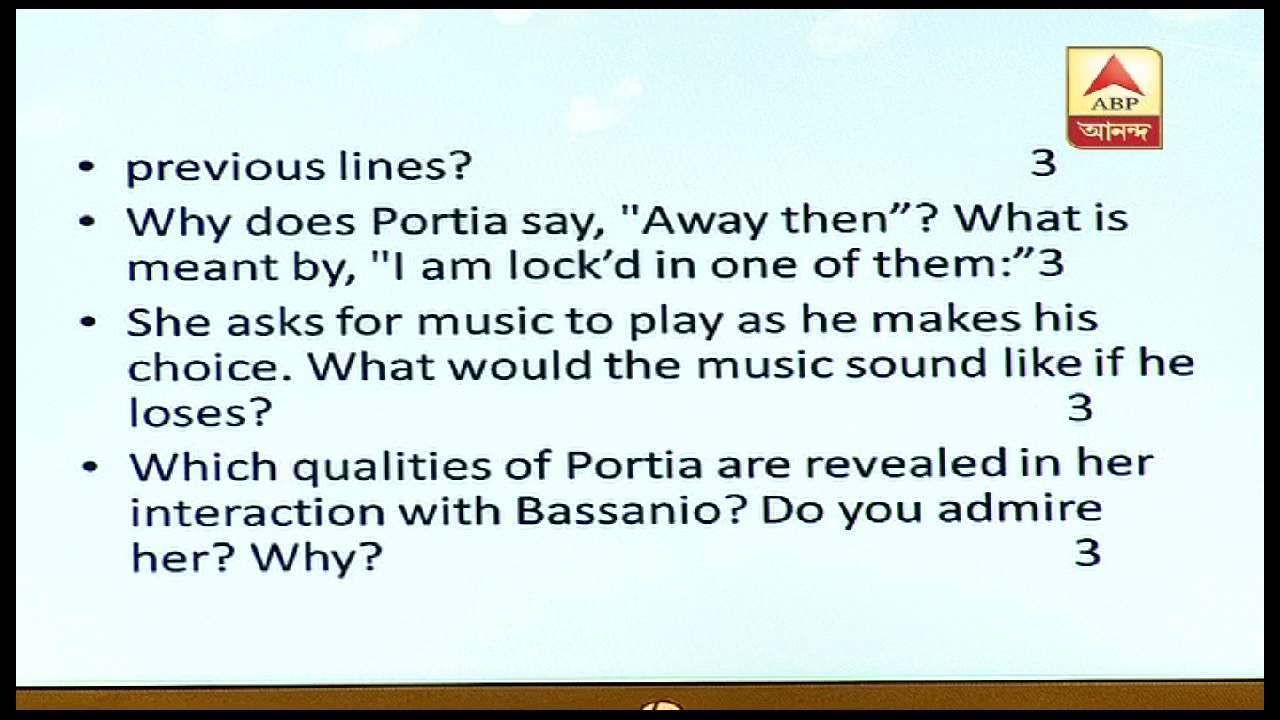 ABP
আনন্দ
• previous lines? 3
• Why does Portia say, "Away then”? What is
meant by, "I am lock’d in one of them:”3
• She asks for music to play as he makes his
choice. What would the music sound like if he
loses? 3
• Which qualities of Portia are revealed in her
interaction with Bassanio? Do you admire
her? Why? 3